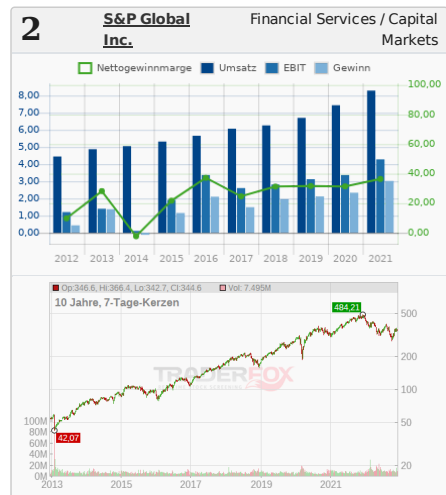 2 S&P Global Inc. Financial Services / Capital Markets
Nettogewinnmarge Umsatz EBIT Gewinn
100,00
8,00
7,00 80,00
6,00
5,00 60,00
4,00 40,00
3,00
2,00 20,00
1,00
0,00 0,00
2012 2013 2014 2015 2016 2017 2018 2019 2020 2021
Op:346.6, Hi:366.4, Lo:342.7, Cl:344.6 Vol: 7.495M
10 Jahre, 7-Tage-Kerzen
484,21
500
200
TRADERFOX
100
100M 50
80M 42,07
60M
40M
20M 20
0M
2013 2015 2017 2019 2021